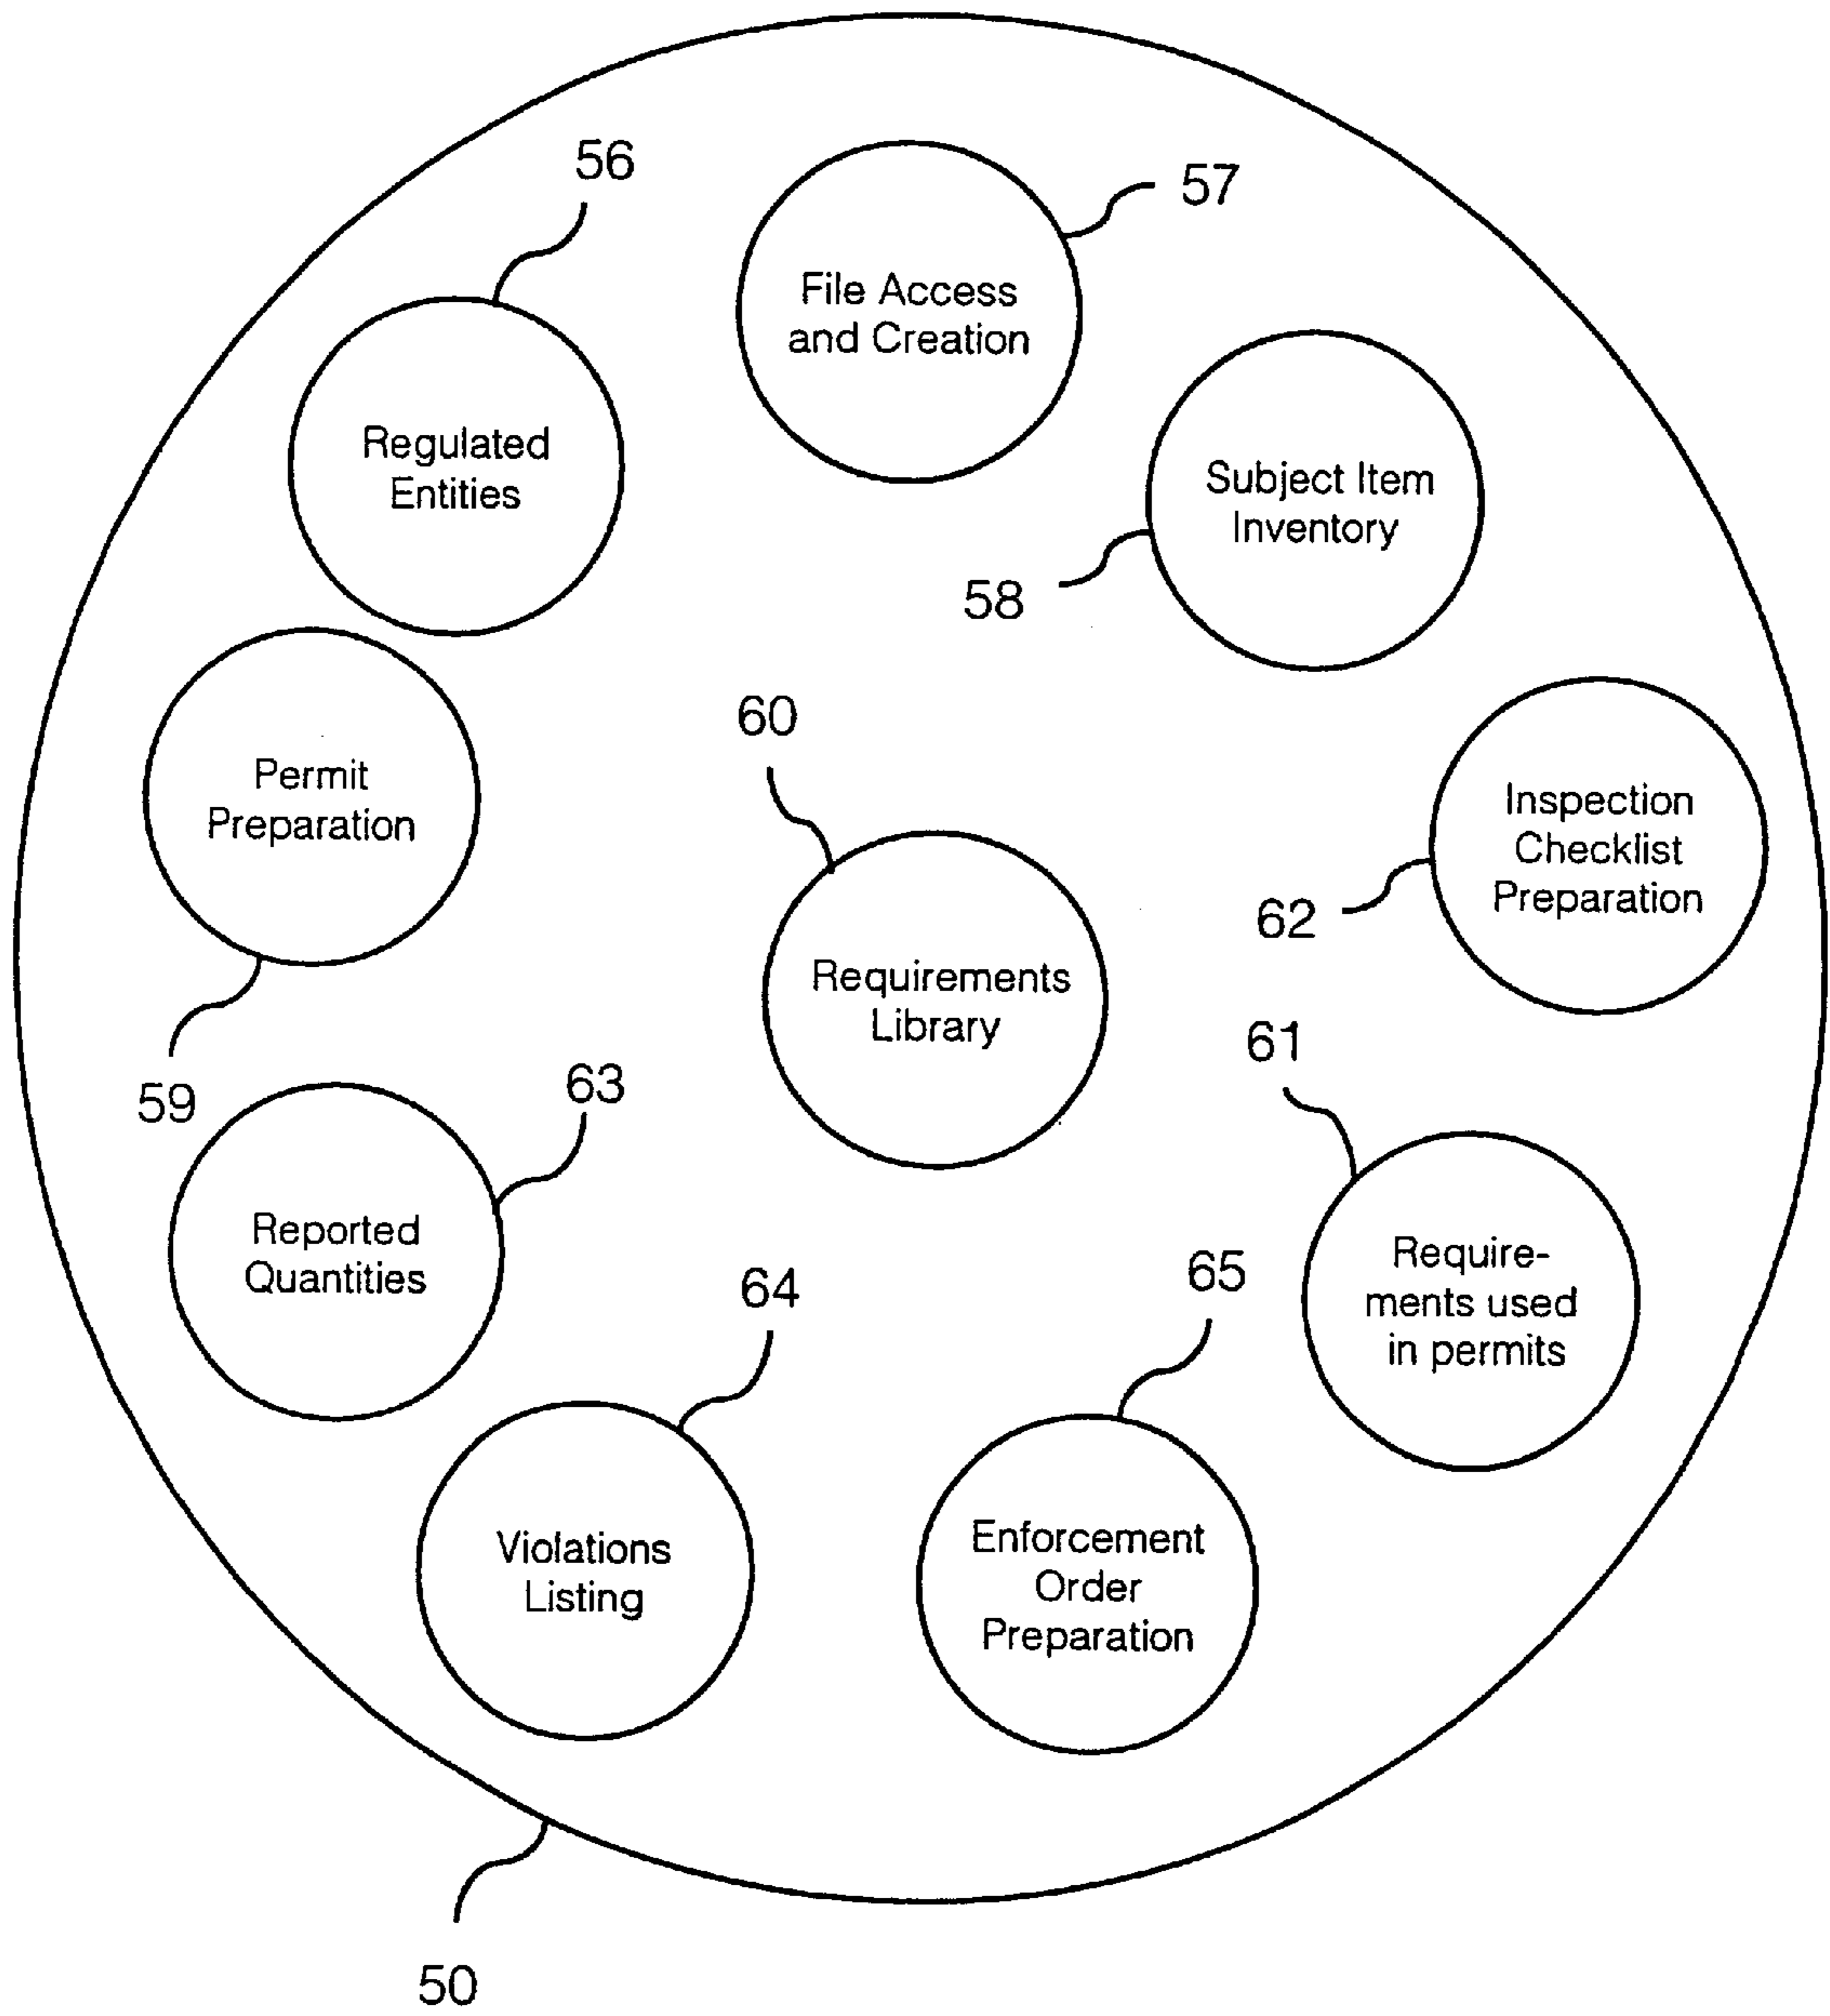 56
57
File Access
and Creation
Regulated
Entities
Subject Item
Inventory
58
60
Permit
Preparation
Inspection
Checklist
Preparation
62
Requirements
Library
61
59
63
Reported
Quantities
65
Require-
ments used
in permits
64
Violations
Listing
Enforcement
Order
Preparation
50